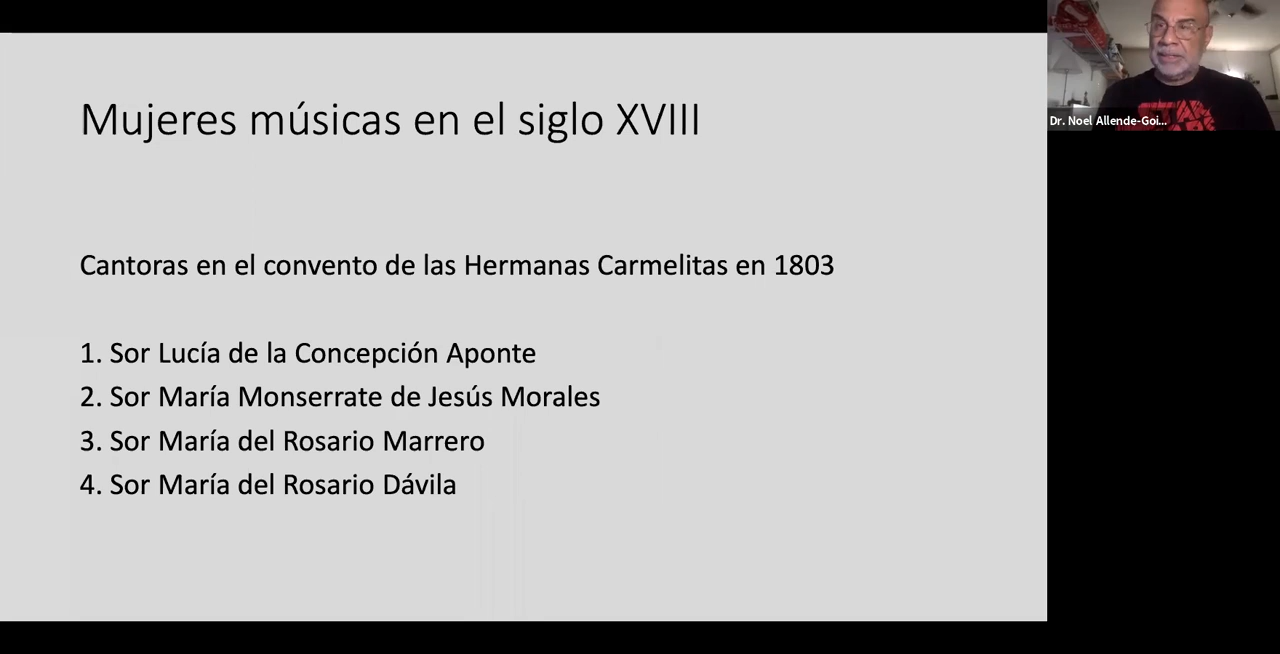 Mujeres músicas en el siglo XVIII
Cantoras en el convento de las Hermanas Carmelitas en 1803
1. Sor Lucía de la Concepción Aponte
2. Sor María Monserrate de Jesús Morales
3. Sor María del Rosario Marrero
4. Sor María del Rosario Dávila
Dr. Noel Allende-Goi...